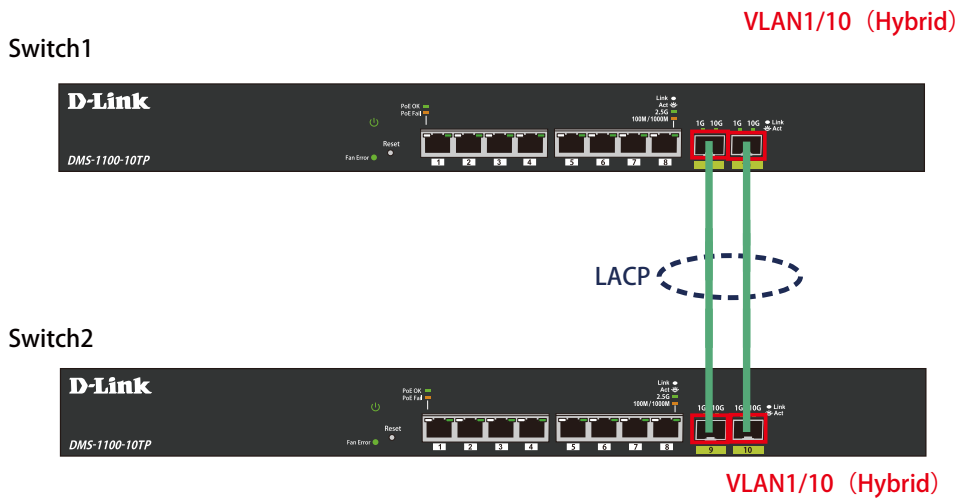 VLAN1/10（Hybrid）
Switch1
D-Link
PoE OK
PoE Fail
Link
Act
2.5G
100M/1000M
1G 10G 1G 10G Link
Act
Reset
Fan Error
DMS-1100-10TP
1 2 3 4 5 6 7 8
LACP
Switch2
D-Link
PoE OK
PoE Fail
Link
Act
2.5G
100M/1000M
1G 10G 1G 10G Link
Act
Reset
Fan Error
DMS-1100-10TP
1 2 3 4 5 6 7 8 9 10
VLAN1/10（Hybrid）